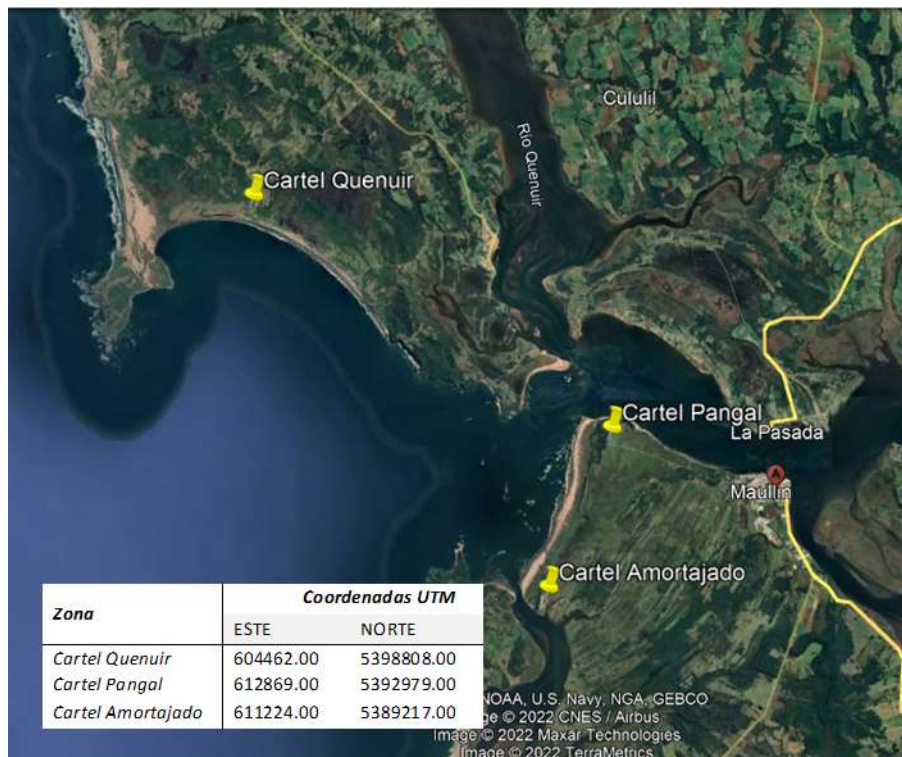 Cululil
Río Quenuir
Cartel Quenuir
Cartel Pangal
La Pasada
A
Maullín
Cartel Amortajado
Zona Coordenadas UTM
ESTE NORTE
Cartel Quenuir 604462.00 5398808.00
Cartel Pangal 612869.00 5392979.00
Cartel Amortajado 611224.00 5389217.00
NOAA, U.S. Navy, NGA, GEBCO
ge © 2022 CNES / Airbus
Image © 2022 Maxar Technologies
Image © 2022 TerraMetrics